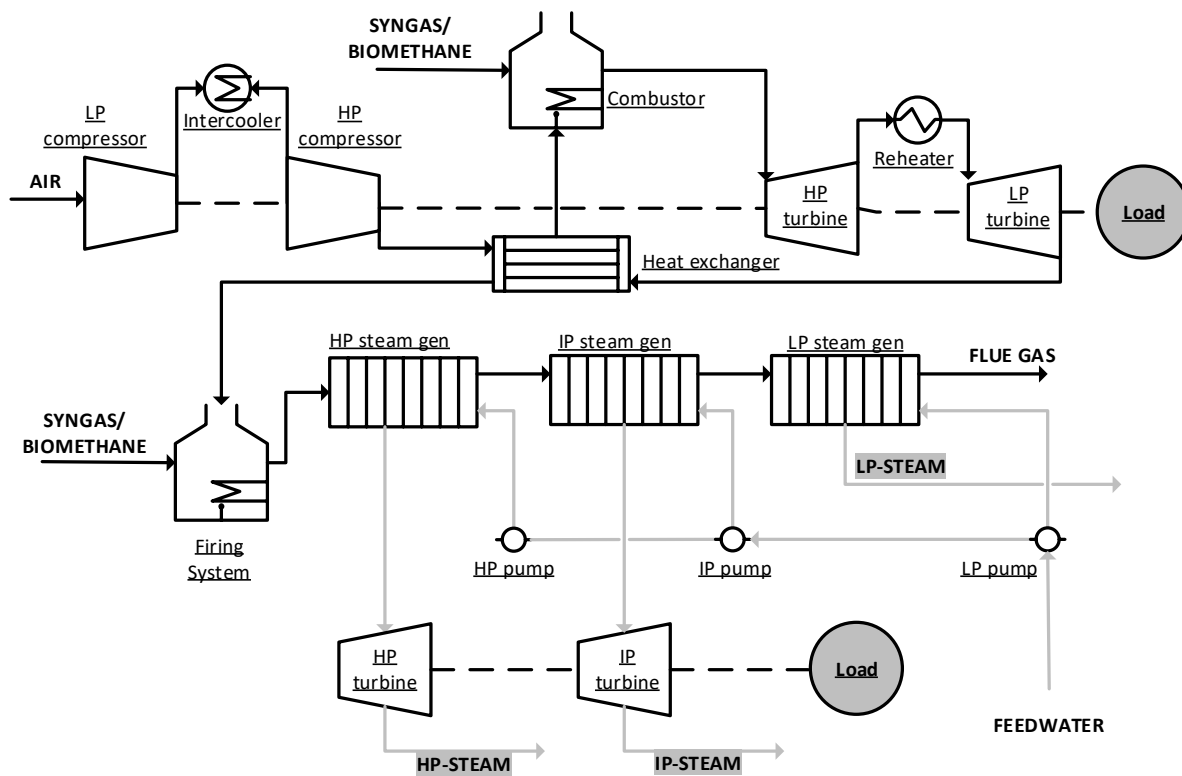 SYNGAS/
BIOMETHANE
LP
compressor
Intercooler
HP
compressor
Combustor
Reheater
AIR
HP
turbine
LP
turbine
Load
Heat exchanger
HP steam gen
IP steam gen
LP steam gen
FLUE GAS
SYNGAS/
BIOMETHANE
LP-STEAM
Firing
System
HP pump
IP pump
LP pump
HP
turbine
IP
turbine
Load
FEEDWATER
HP-STEAM
IP-STEAM